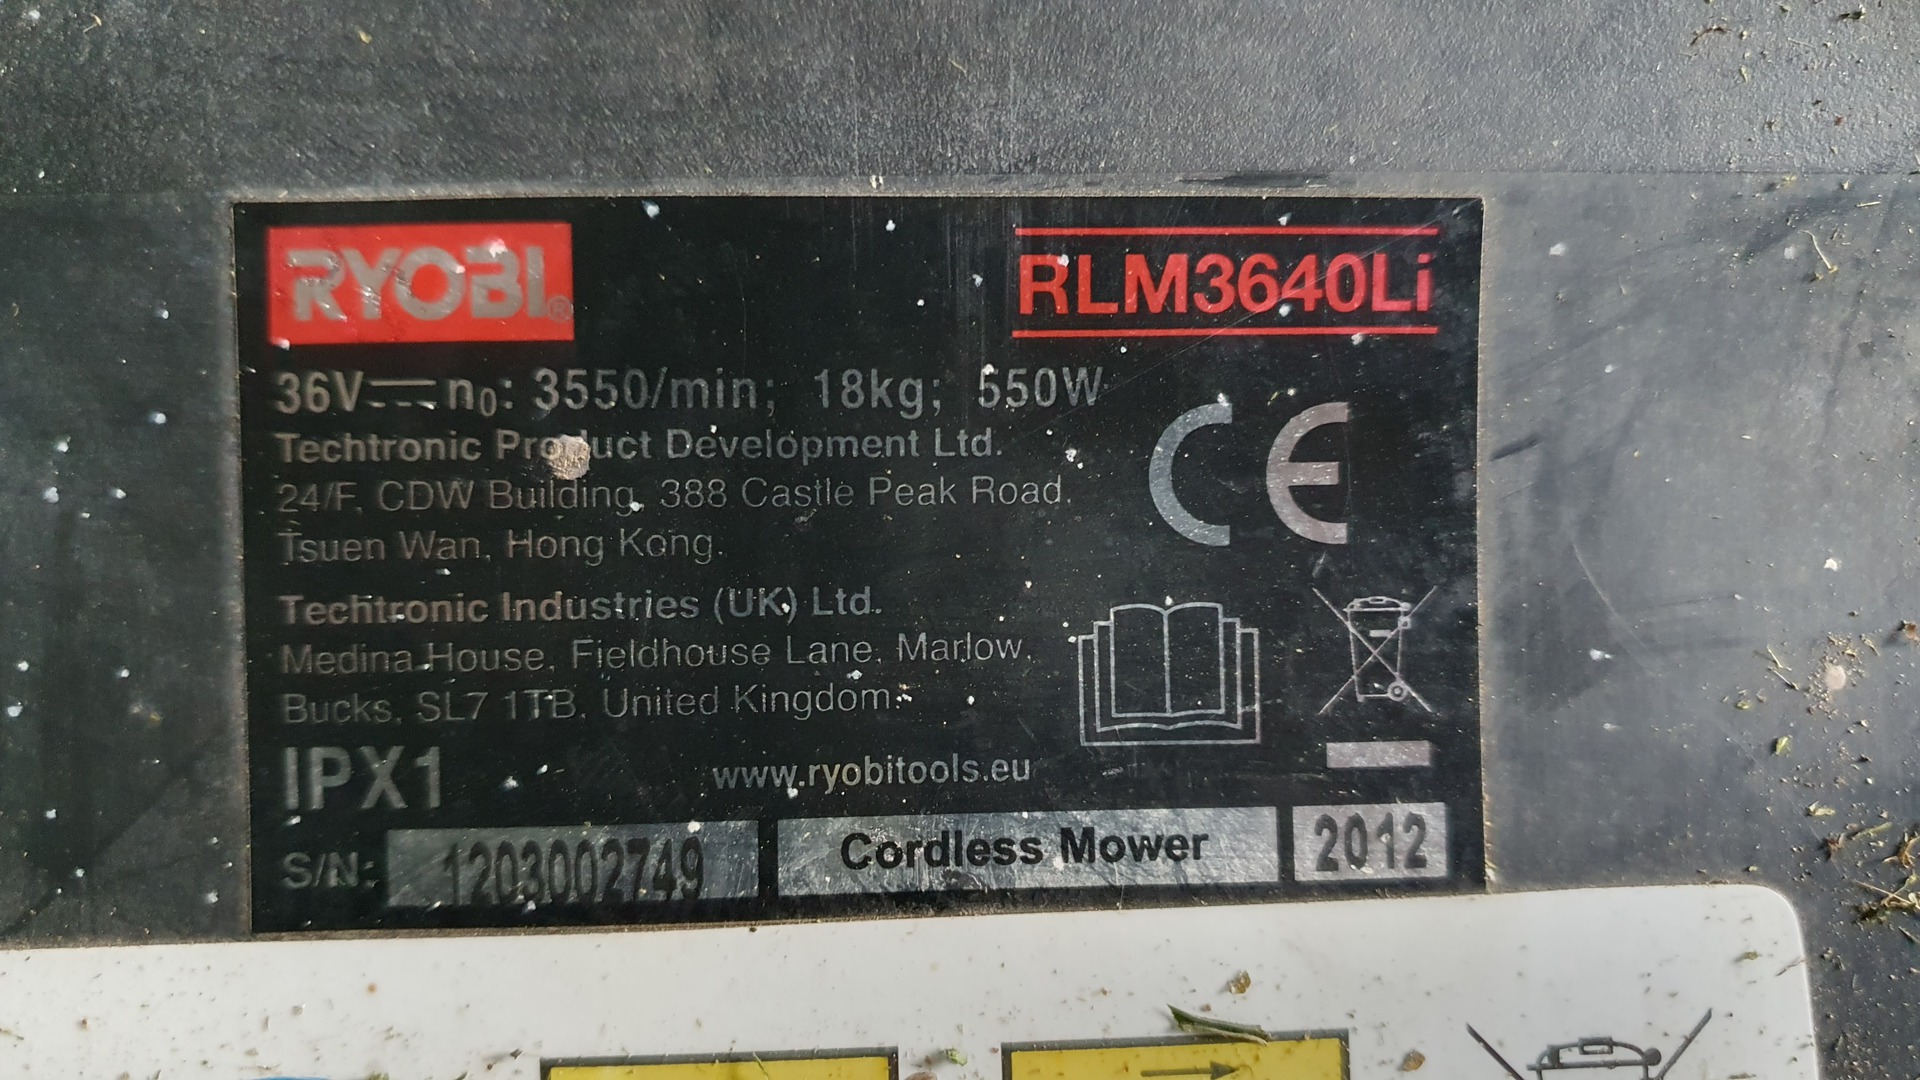 RYOBI®
RLM3640Li
36V n0: 3550/min; 18kg; 550W
Techtronic Product Development Ltd.
24/F, CDW Building, 388 Castle Peak Road,
Tsuen Wan, Hong Kong.
CE
Techtronic Industries (UK) Ltd.
Medina House, Fieldhouse Lane, Marlow,
Bucks, SL7 1TB, United Kingdom.
IPX1
www.ryobitools.eu
S/N: 1203002749 Cordless Mower 2012